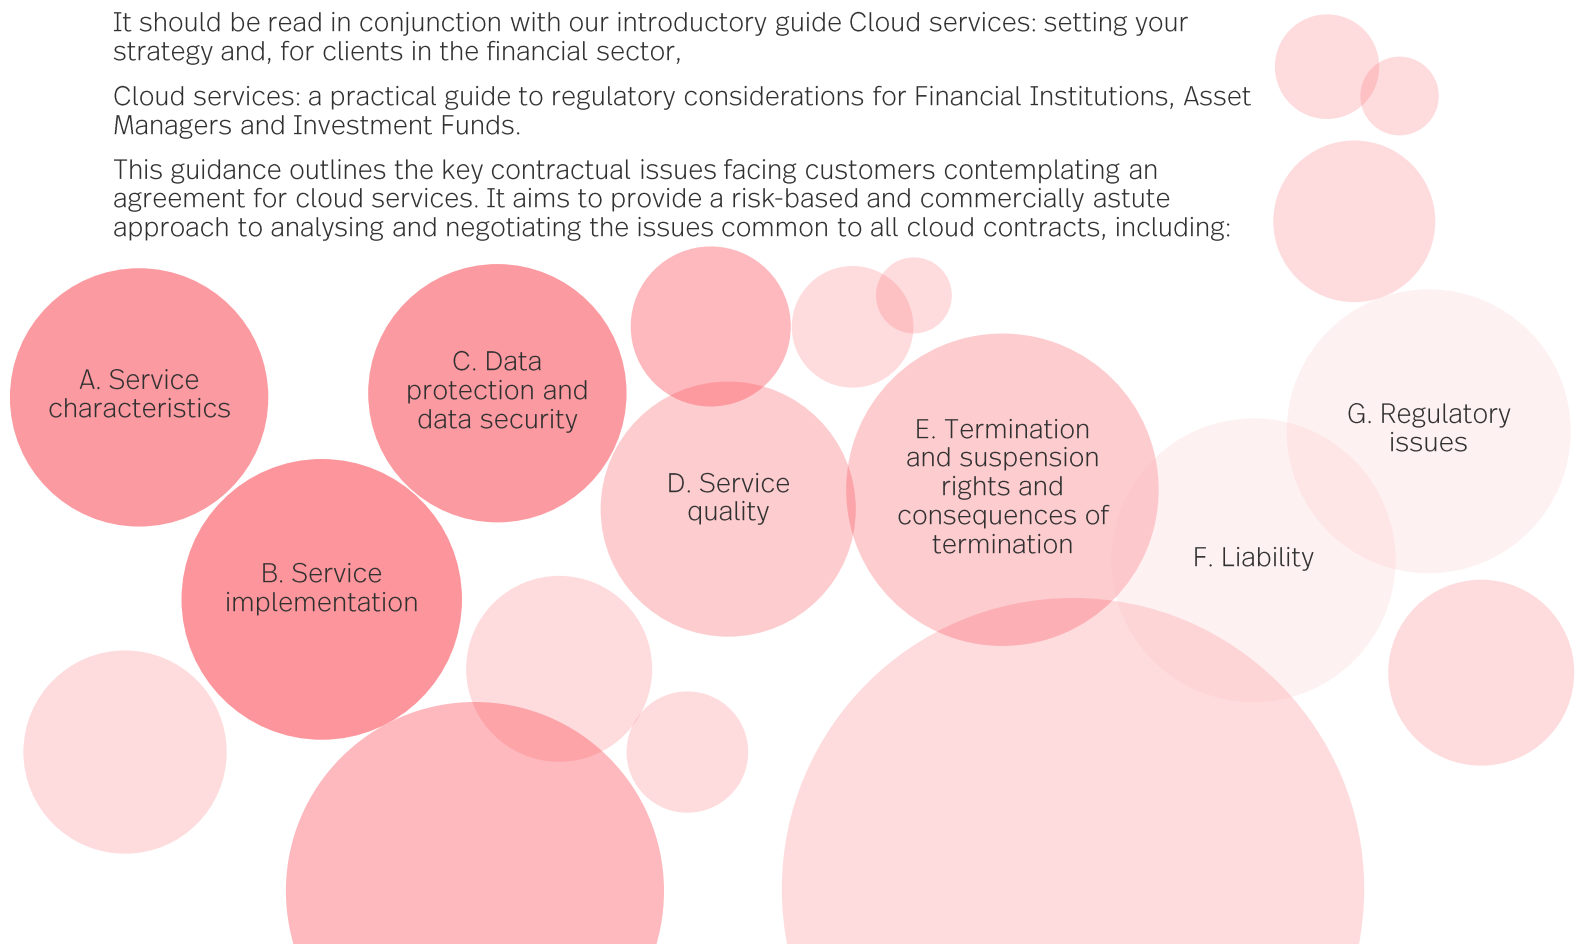 It should be read in conjunction with our introductory guide Cloud services: setting your
strategy and, for clients in the financial sector,
Cloud services: a practical guide to regulatory considerations for Financial Institutions, Asset
Managers and Investment Funds.
This guidance outlines the key contractual issues facing customers contemplating an
agreement for cloud services. It aims to provide a risk-based and commercially astute
approach to analysing and negotiating the issues common to all cloud contracts, including:
A. Service
characteristics
B. Service
implementation
C. Data
protection and
data security
D. Service
quality
E. Termination
and suspension
rights and
consequences of
termination
F. Liability
G. Regulatory
issues